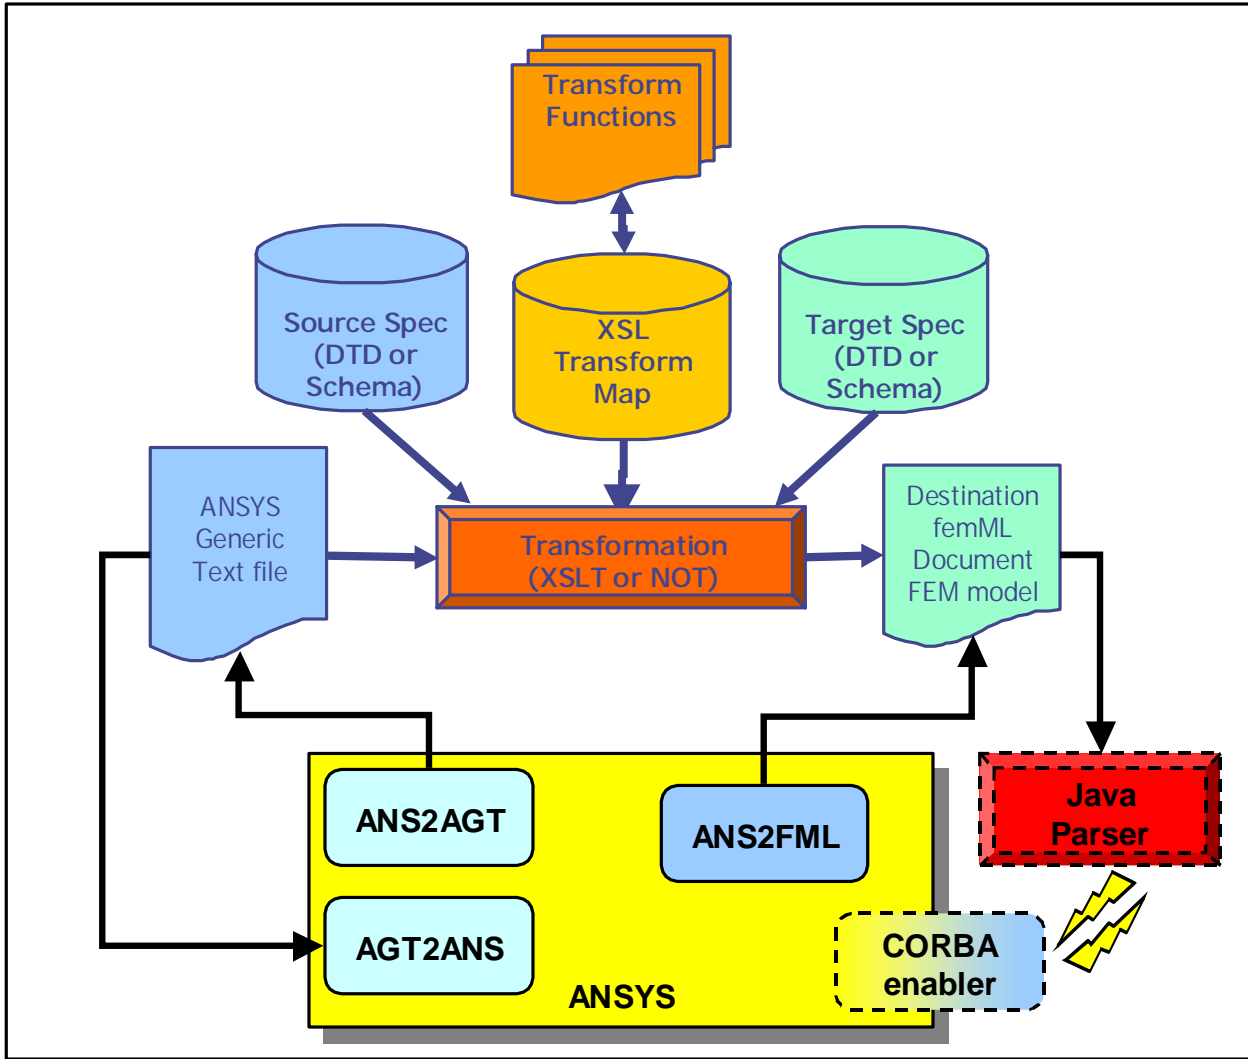 Transform
Functions
Source Spec
(DTD or
Schema)
XSL
Transform
Map
Target Spec
(DTD or
Schema)
ANSYS
Generic
Text file
Transformation
(XSLT or NOT)
Destination
femML
Document
FEM model
ANS2AGT
ANS2FML
Java
Parser
AGT2ANS
CORBA
enabler
ANSYS